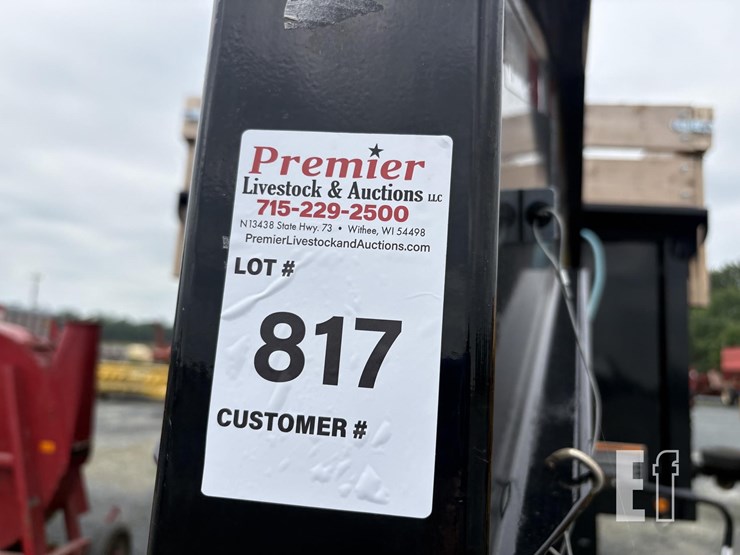 Premier
Livestock & Auctions LLC
715-229-2500
N13438 State Hwy. 73 • Withee, WI 54498
PremierLivestockandAuctions.com
LOT #
817
CUSTOMER #
Ef